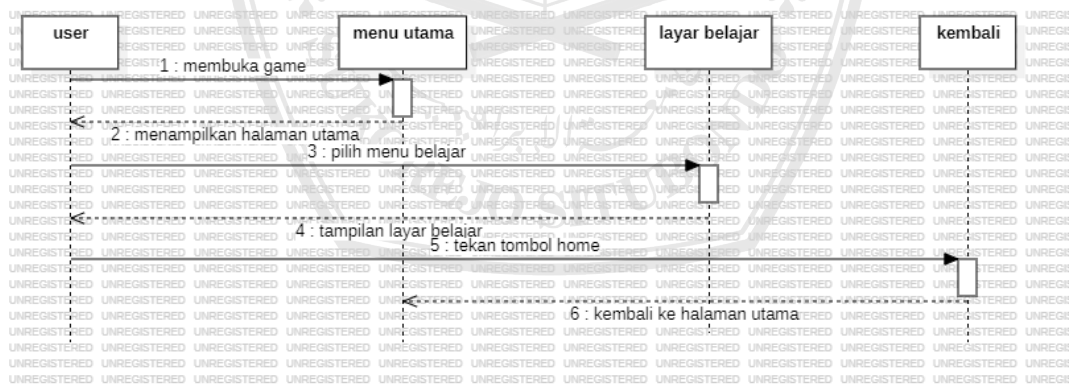 user
menu utama
layar belajar
kembali
1 : membuka game
2 : menampilkan halaman utama
3 : pilih menu belajar
4 : tampilan layar belajar
5 : tekan tombol home
6 : kembali ke halaman utama
UNREGISTERED